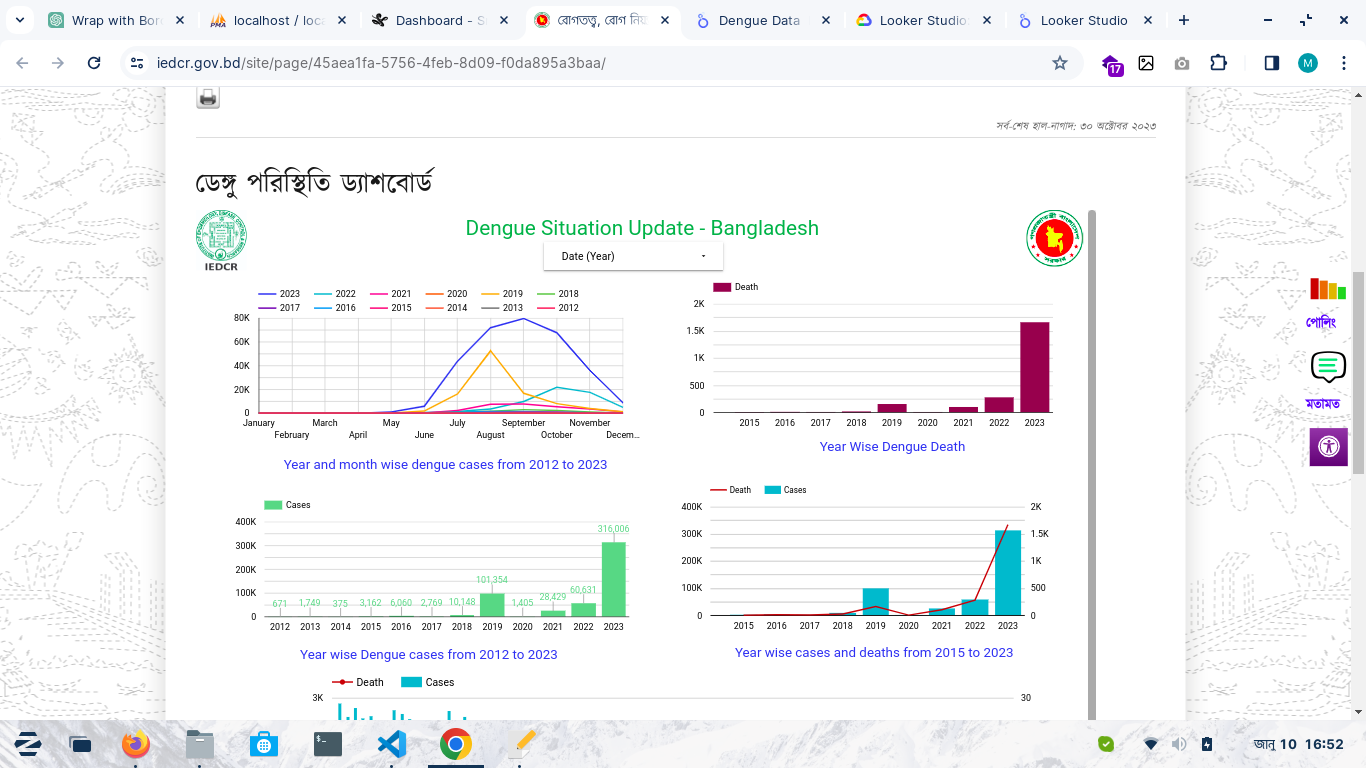 Wrap with Bor
localhost / loca
Dashboard - S
রোগতত্ত্ব, রোগ নিয়
Dengue Data
Looker Studio
Looker Studio
iedcr.gov.bd/site/page/45aea1fa-5756-4feb-8d09-f0da895a3baa/
17
M
সর্ব-শেষ হাল-নাগাদ: ৩০ অক্টোবর ২০২৩
ডেঙ্গু পরিস্থিতি ড্যাশবোর্ড
IEDCR
Dengue Situation Update - Bangladesh
Date (Year)
2023 2022 2021 2020 2019 2018
2017 2016 2015 2014 2013 2012
80K
60K
40K
20K
0
January March May July September November
February April June August October Decem...
Year and month wise dengue cases from 2012 to 2023
Death
2K
1.5K
1K
500
0
2015 2016 2017 2018 2019 2020 2021 2022 2023
Year Wise Dengue Death
Cases
400K
300K
200K
100K
0
671 1,749 375 3,162 6,060 2,769 10,148 101,354 1,405 28,429 60,631 316,006
2012 2013 2014 2015 2016 2017 2018 2019 2020 2021 2022 2023
Year wise Dengue cases from 2012 to 2023
Death Cases
400K 2K
300K 1.5K
200K 1K
100K 500
0 0
2015 2016 2017 2018 2019 2020 2021 2022 2023
Year wise cases and deaths from 2015 to 2023
Death Cases
3K 30
পোলিং
মতামত
জানু 10 16:52